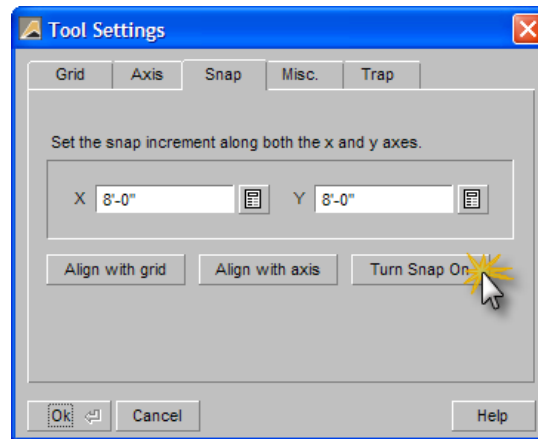 Tool Settings
Grid Axis Snap Misc. Trap
Set the snap increment along both the x and y axes.
X 8'-0" Y 8'-0"
Align with grid Align with axis Turn Snap On
Ok Cancel Help